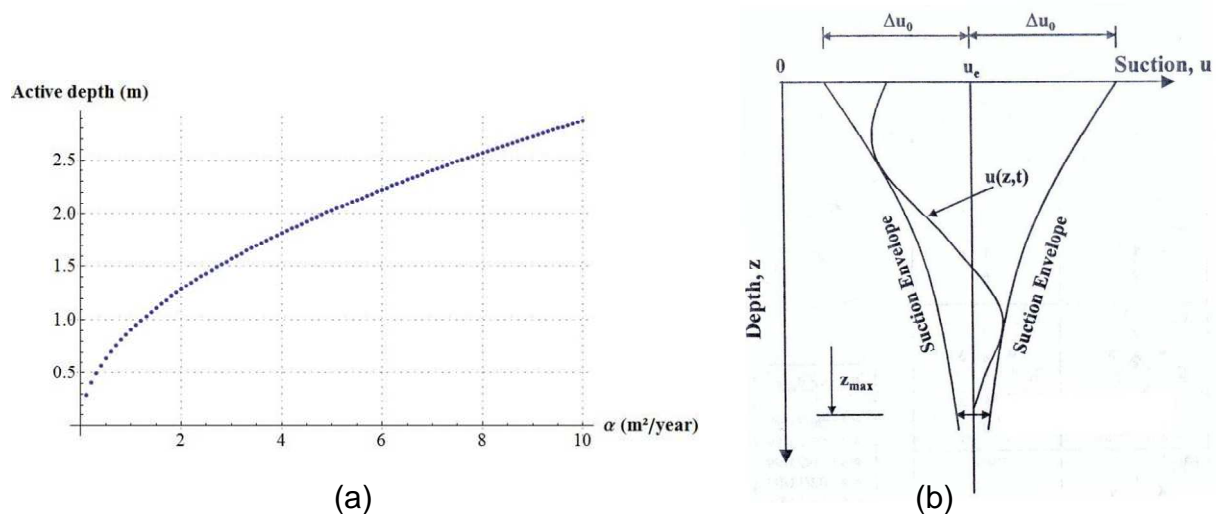 Active depth (m)
2.5
2.0
1.5
1.0
0.5
2 4 6 8 10
α (m²/year)
(a)
Δu₀ Δu₀
0 uₑ Suction, u
u(z,t)
Suction Envelope
Suction Envelope
Depth, z
zₘₐₓ
(b)